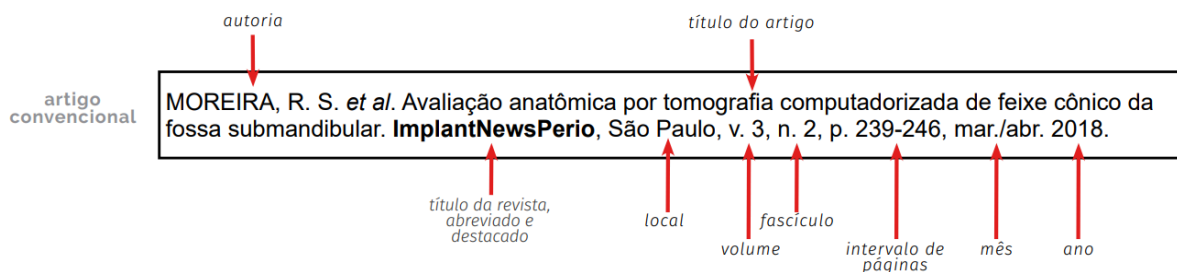 autoria
título do artigo
artigo
convencional
MOREIRA, R. S. et al. Avaliação anatômica por tomografia computadorizada de feixe cônico da
fossa submandibular. ImplantNewsPerio, São Paulo, v. 3, n. 2, p. 239-246, mar./abr. 2018.
título da revista,
abreviado e
destacado
local
volume
fascículo
intervalo de
páginas
mês
ano